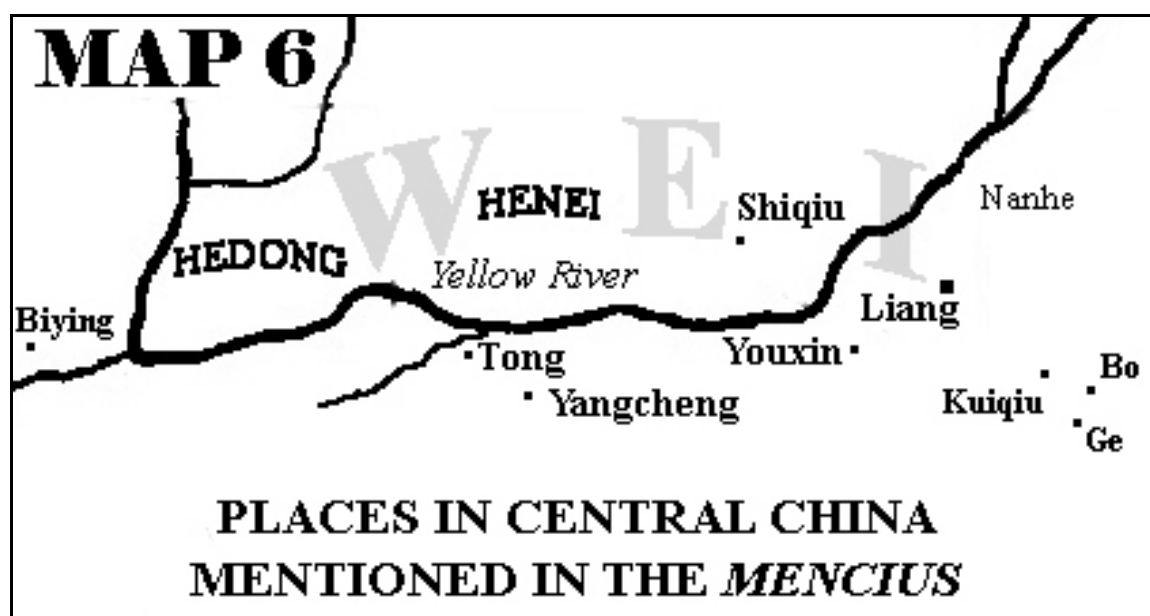 MAP 6
WEI
HENEI
Shiqiu
Nanhe
HEDONG
Yellow River
Liang
Biying
Tong
Youxin
Bo
Yangcheng
Kuiqiu
Ge
PLACES IN CENTRAL CHINA
MENTIONED IN THE MENCIUS